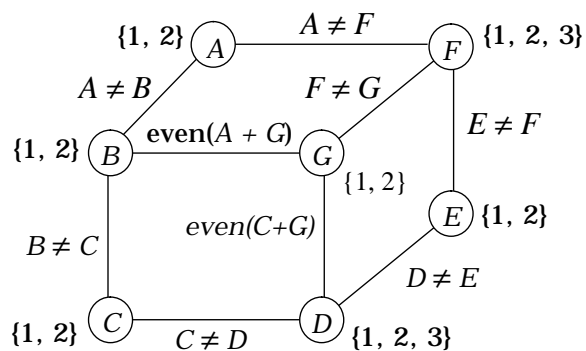 A ≠ F
{1, 2} A F {1, 2, 3}
A ≠ B F ≠ G
even(A + G) E ≠ F
{1, 2} B G
{1, 2}
even(C+G) E {1, 2}
B ≠ C
D ≠ E
{1, 2} C D {1, 2, 3}
C ≠ D